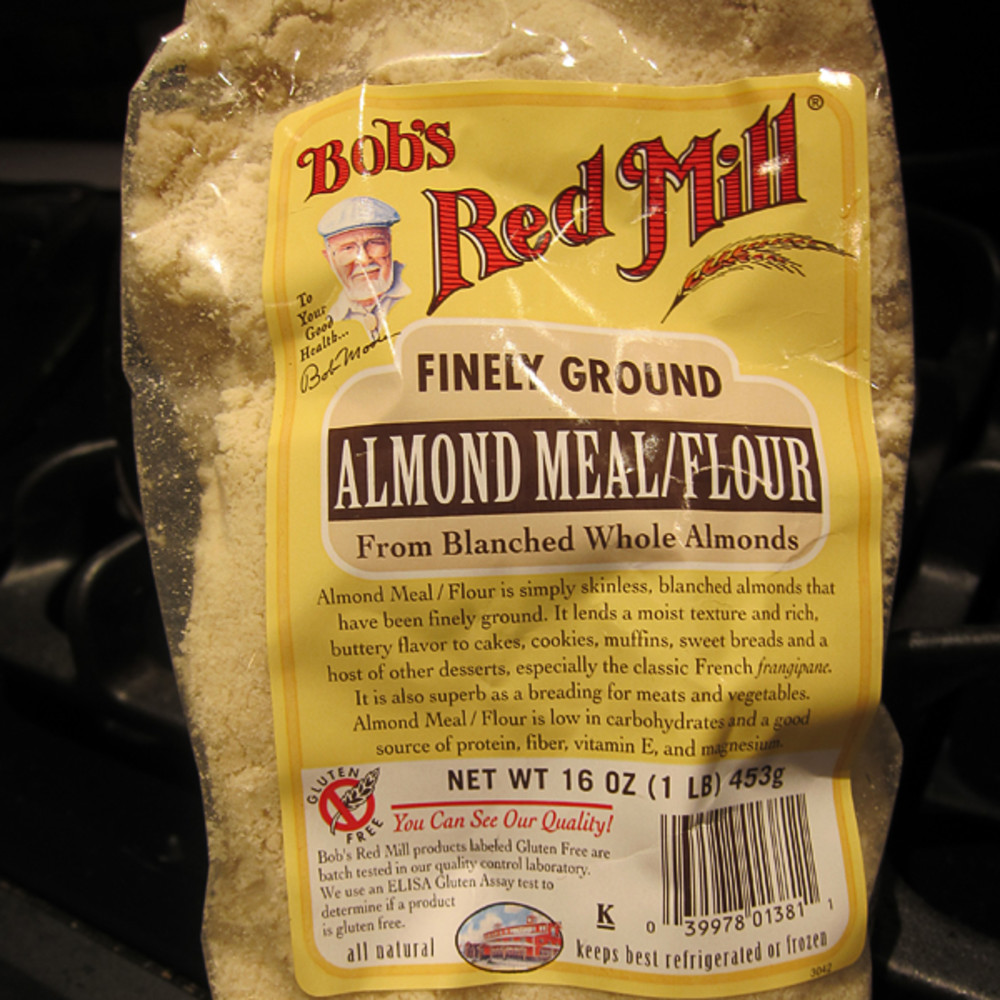 Bob's
Red Mill®
To
Your
Good
Health...
Bob Moore
FINELY GROUND
ALMOND MEAL/FLOUR
From Blanched Whole Almonds
Almond Meal / Flour is simply skinless, blanched almonds that
have been finely ground. It lends a moist texture and rich,
buttery flavor to cakes, cookies, muffins, sweet breads and a
host of other desserts, especially the classic French frangipane.
It is also superb as a breading for meats and vegetables.
Almond Meal / Flour is low in carbohydrates and a good
source of protein, fiber, vitamin E, and magnesium.
NET WT 16 OZ (1 LB) 453g
GLUTEN
FREE
You Can See Our Quality!
Bob's Red Mill products labeled Gluten Free are
batch tested in our quality control laboratory.
We use an ELISA Gluten Assay test to
determine if a product
is gluten free.
K
0 39978 01381 1
all natural
keeps best refrigerated or frozen
3042